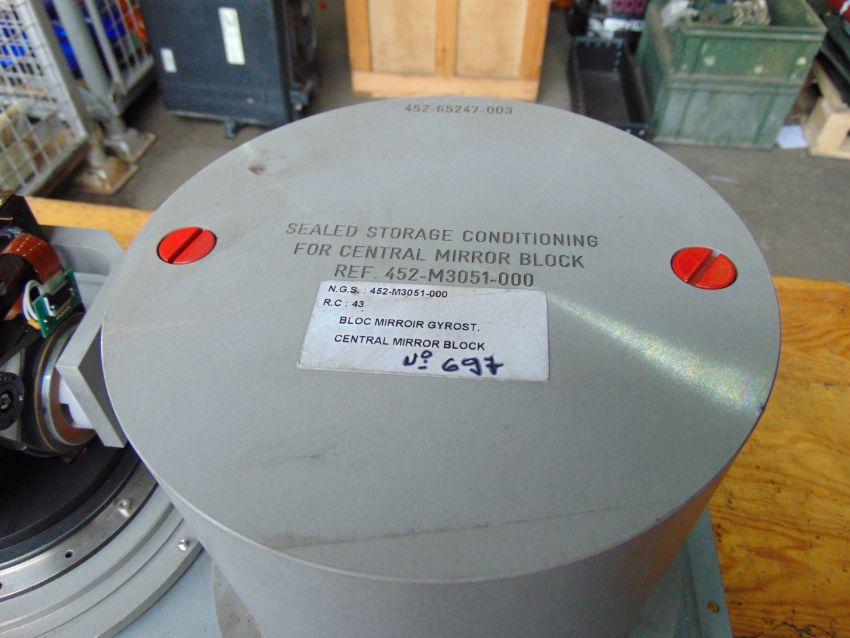 452-65247-003
SEALED STORAGE CONDITIONING
FOR CENTRAL MIRROR BLOCK
REF. 452-M3051-000
N.G.S. : 452-M3051-000
R.C : 43
BLOC MIRROIR GYROST.
CENTRAL MIRROR BLOCK
No 697